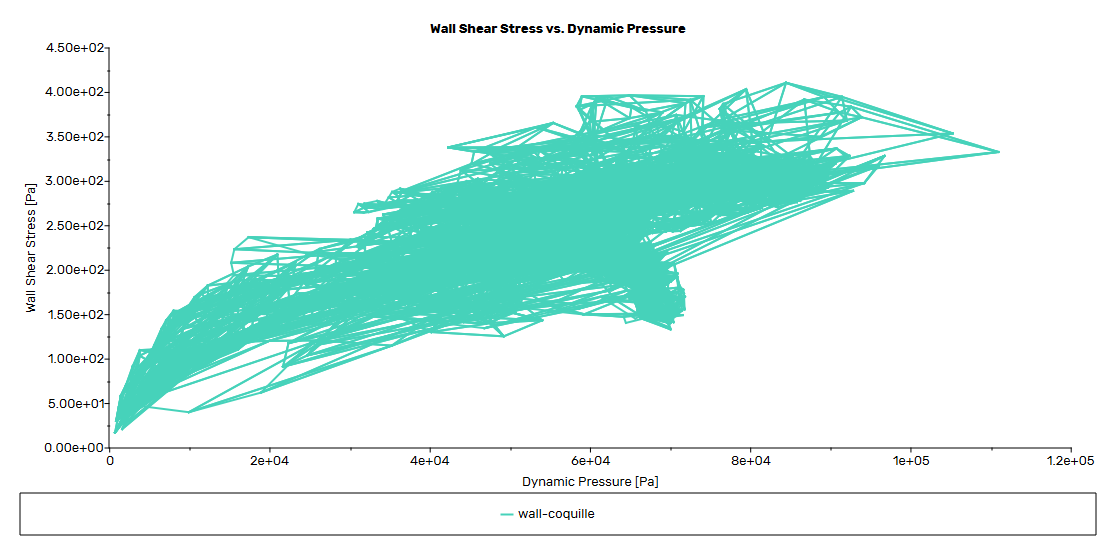 Wall Shear Stress vs. Dynamic Pressure
4.50e+02
4.00e+02
3.50e+02
3.00e+02
2.50e+02
2.00e+02
1.50e+02
1.00e+02
5.00e+01
0.00e+00
Wall Shear Stress [Pa]
0 2e+04 4e+04 6e+04 8e+04 1e+05 1.2e+05
Dynamic Pressure [Pa]
wall-coquille